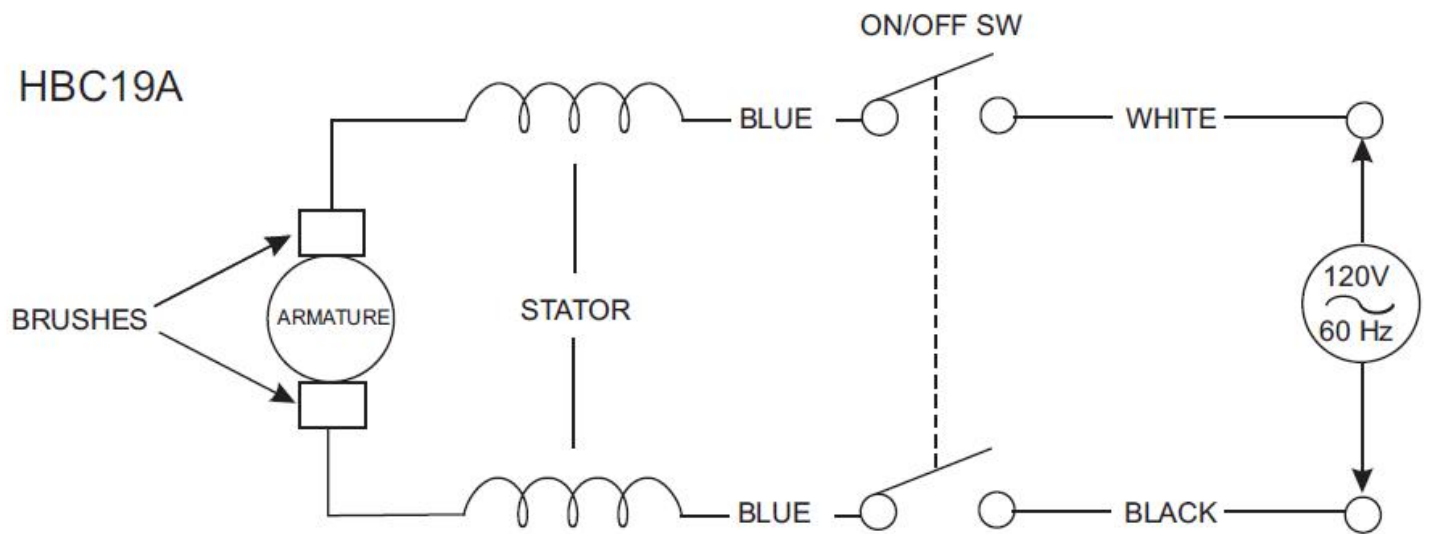 ON/OFF SW
HBC19A
BLUE
WHITE
BRUSHES
ARMATURE
STATOR
120V
60 Hz
BLUE
BLACK